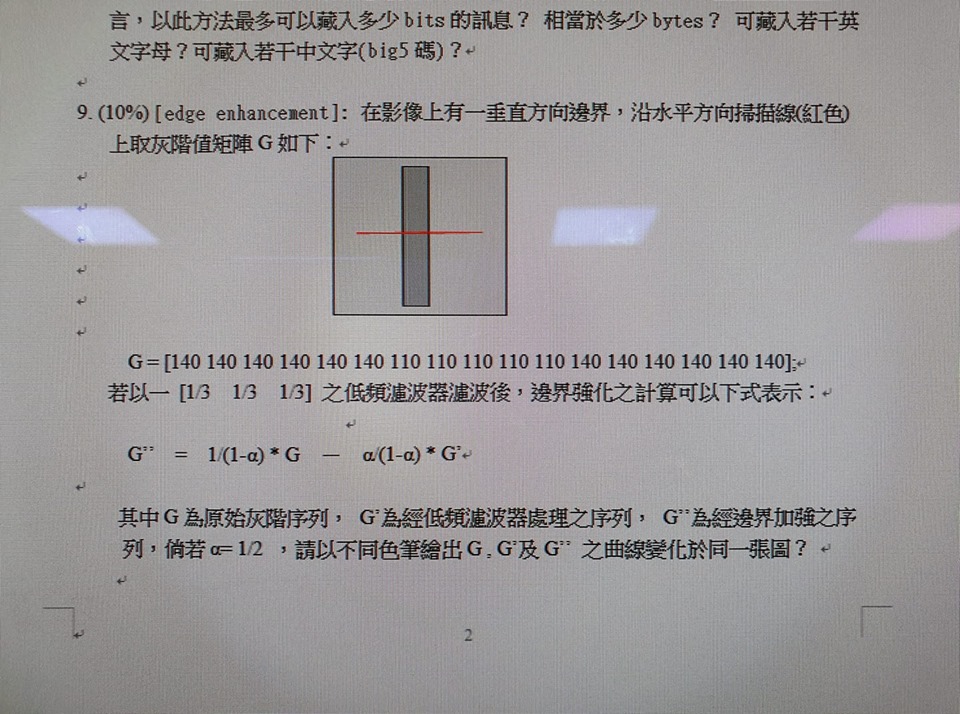 言，以此方法最多可以藏入多少 bits 的訊息？ 相當於多少 bytes？ 可藏入若干英
文字母？可藏入若干中文字(big5 碼)？
9. (10%) [edge enhancement]: 在影像上有一垂直方向邊界，沿水平方向掃描線(紅色)
上取灰階值矩陣 G 如下：
G = [140 140 140 140 140 140 110 110 110 110 110 140 140 140 140 140 140];
若以一 [1/3 1/3 1/3] 之低頻濾波器濾波後，邊界強化之計算可以下式表示：
G’’ = 1/(1-α) * G — α/(1-α) * G’
其中 G 為原始灰階序列， G’為經低頻濾波器處理之序列， G’’為經邊界加強之序
列，倘若 α= 1/2 ，請以不同色筆繪出 G , G’及 G’’ 之曲線變化於同一張圖？
2